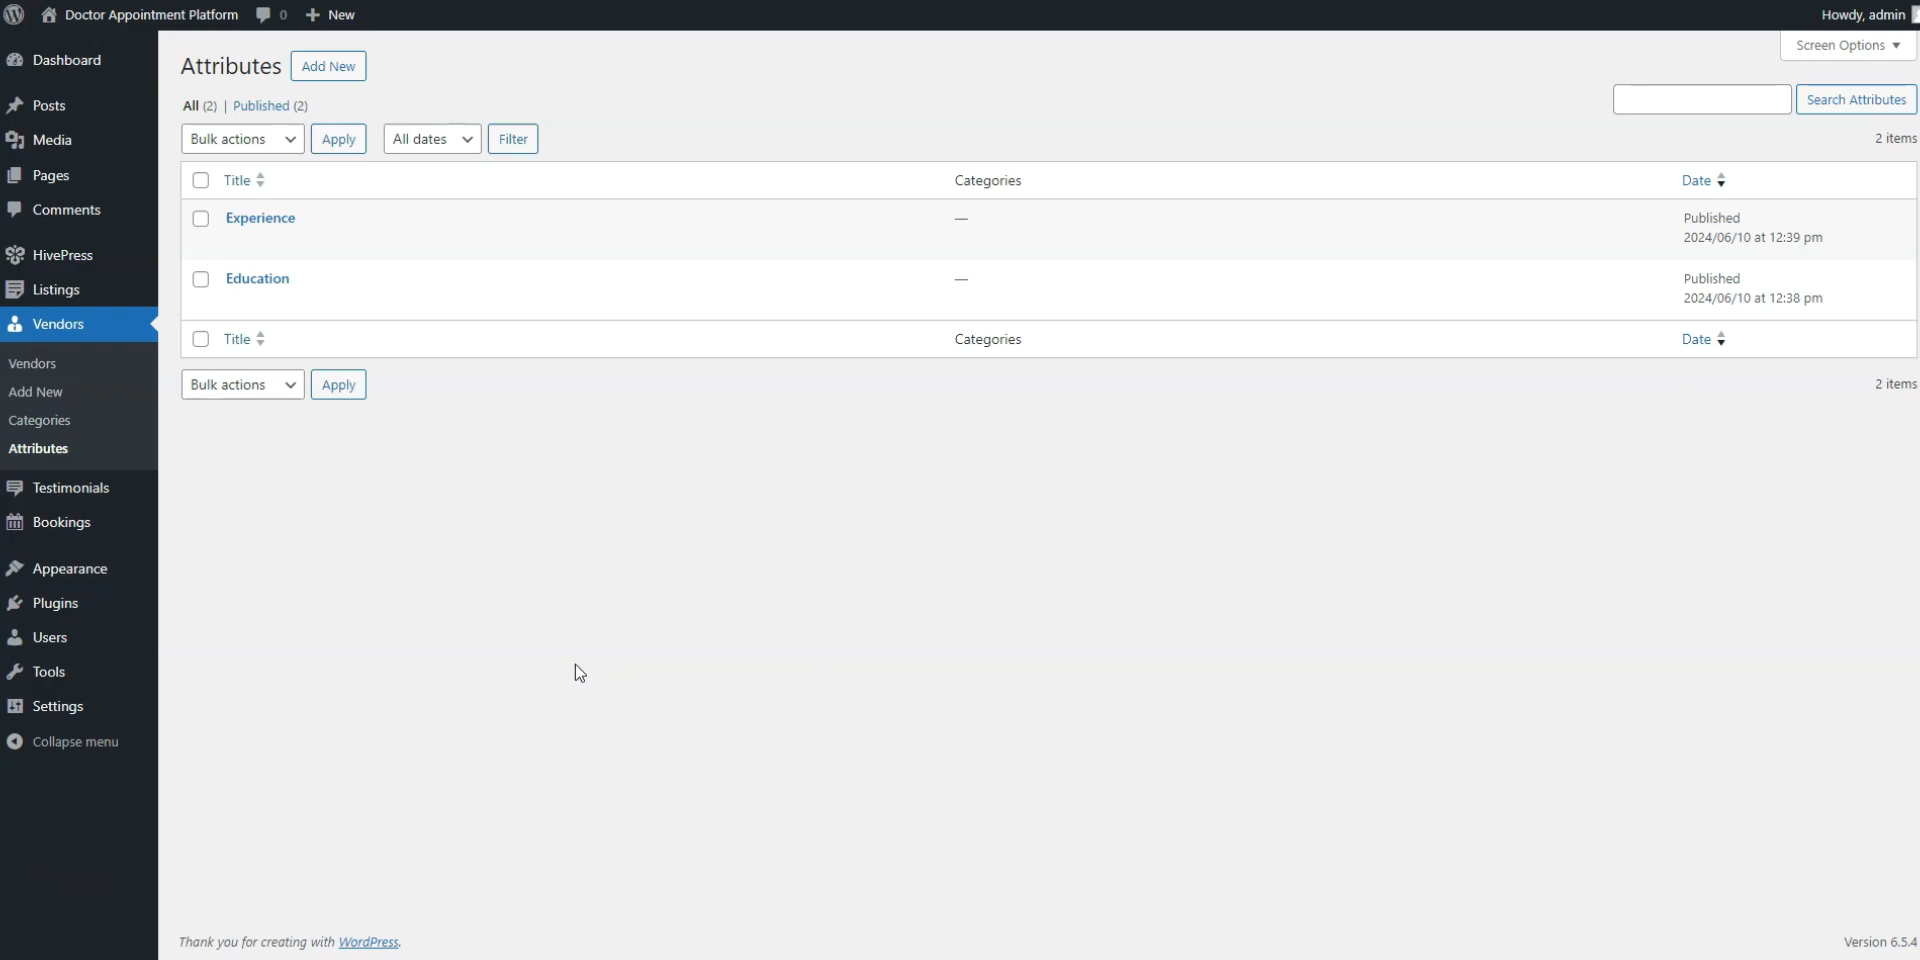 Doctor Appointment Platform 0 New Howdy, admin
Screen Options
Dashboard
Posts
Media
Pages
Comments
HivePress
Listings
Vendors
Vendors
Add New
Categories
Attributes
Testimonials
Bookings
Appearance
Plugins
Users
Tools
Settings
Collapse menu
Attributes Add New
All (2) | Published (2)
Search Attributes
Bulk actions Apply All dates Filter 2 items
Title Categories Date
Experience — Published
2024/06/10 at 12:39 pm
Education — Published
2024/06/10 at 12:38 pm
Title Categories Date
Bulk actions Apply 2 items
Thank you for creating with WordPress. Version 6.5.4